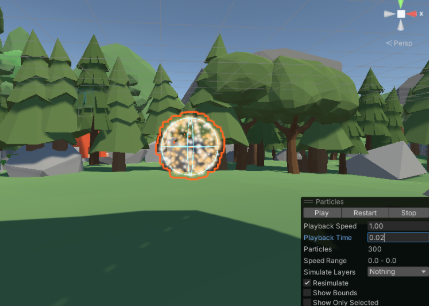 x
< Persp
Particles
Play Restart Stop
Playback Speed 1.00
Playback Time 0.02
Particles 300
Speed Range 0.0 - 0.0
Simulate Layers Nothing
Resimulate
Show Bounds
Show Only Selected